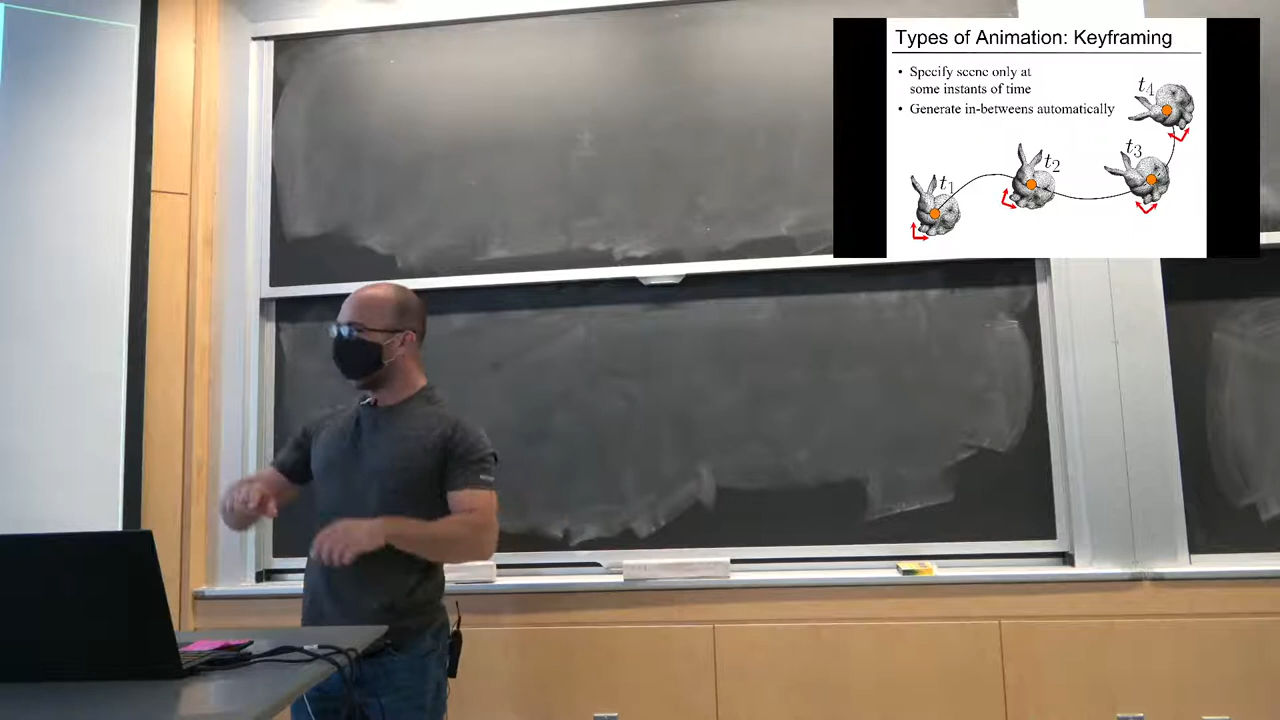 Types of Animation: Keyframing
• Specify scene only at
some instants of time
• Generate in-betweens automatically
t4
t3
t2
t1